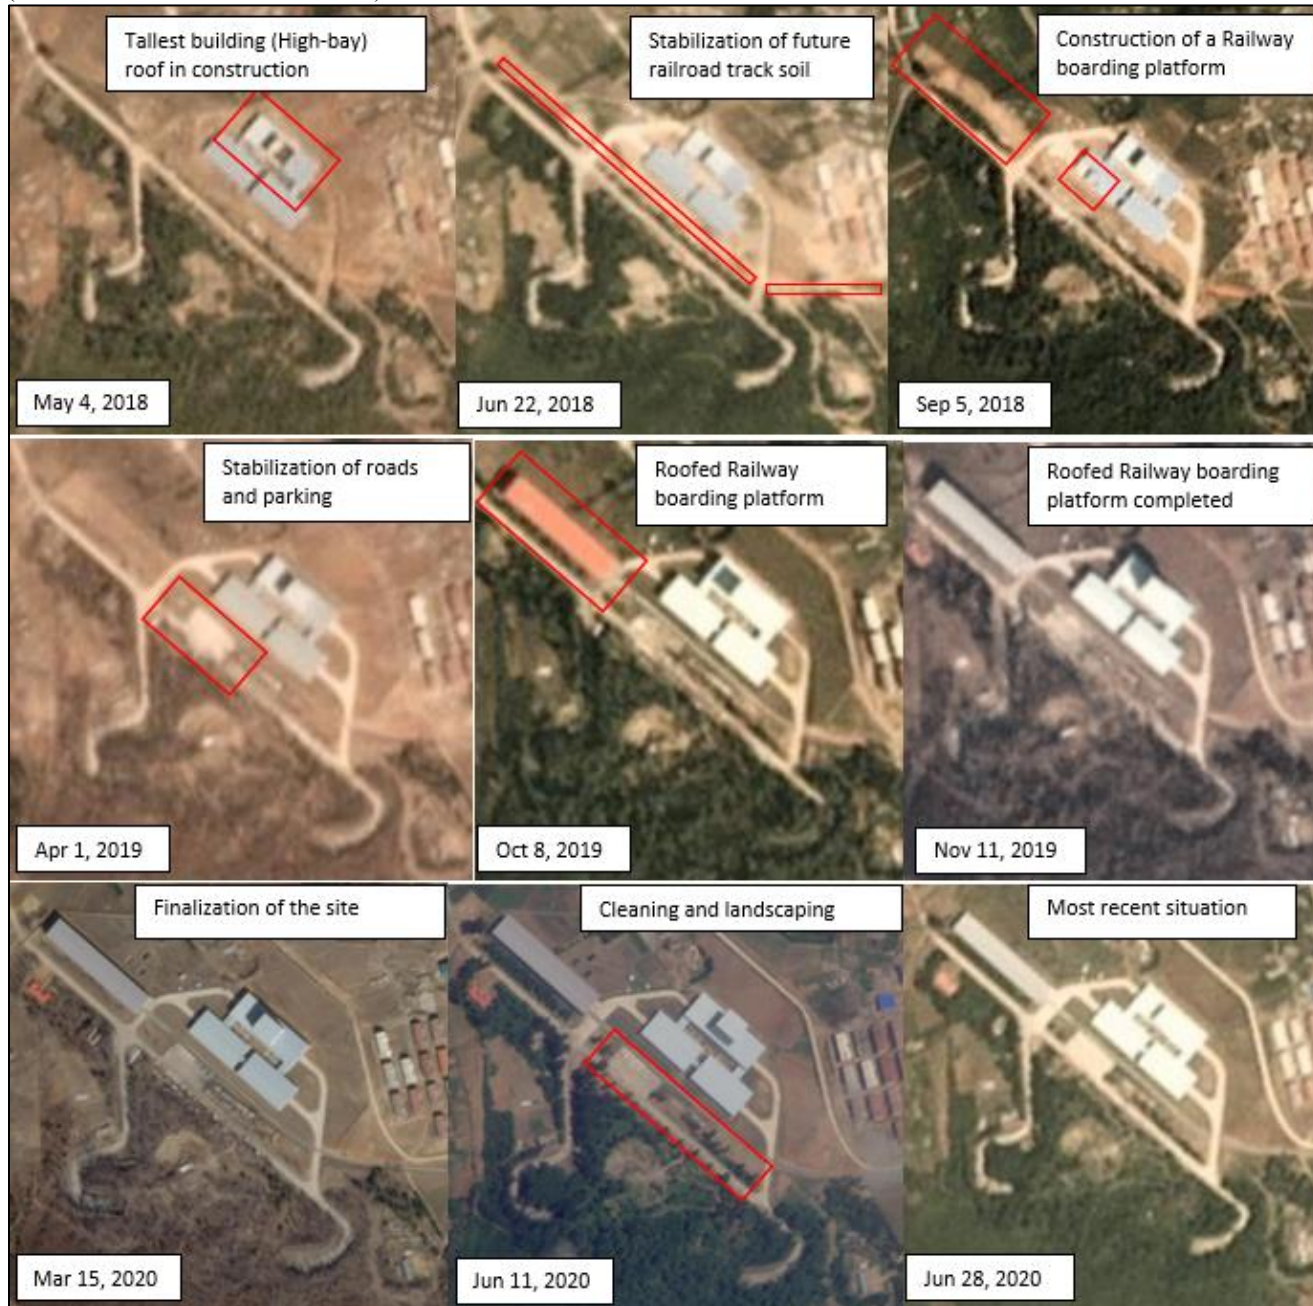 Tallest building (High-bay)
roof in construction
Stabilization of future
railroad track soil
Construction of a Railway
boarding platform
May 4, 2018
Jun 22, 2018
Sep 5, 2018
Stabilization of roads
and parking
Roofed Railway
boarding platform
Roofed Railway boarding
platform completed
Apr 1, 2019
Oct 8, 2019
Nov 11, 2019
Finalization of the site
Cleaning and landscaping
Most recent situation
Mar 15, 2020
Jun 11, 2020
Jun 28, 2020